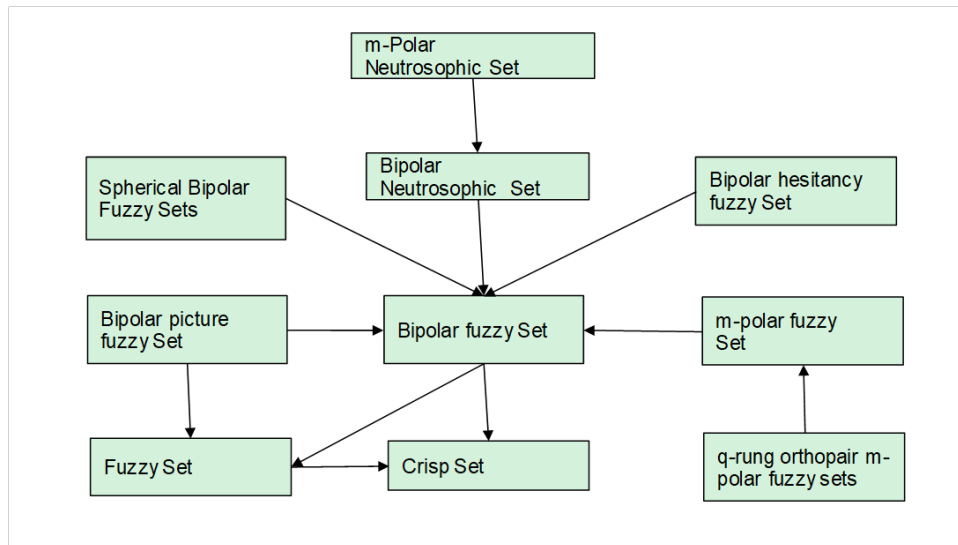 m-Polar
Neutrosophic Set
Spherical Bipolar
Fuzzy Sets
Bipolar
Neutrosophic Set
Bipolar hesitancy
fuzzy Set
Bipolar picture
fuzzy Set
Bipolar fuzzy Set
m-polar fuzzy
Set
Fuzzy Set
Crisp Set
q-rung orthopair m-
polar fuzzy sets